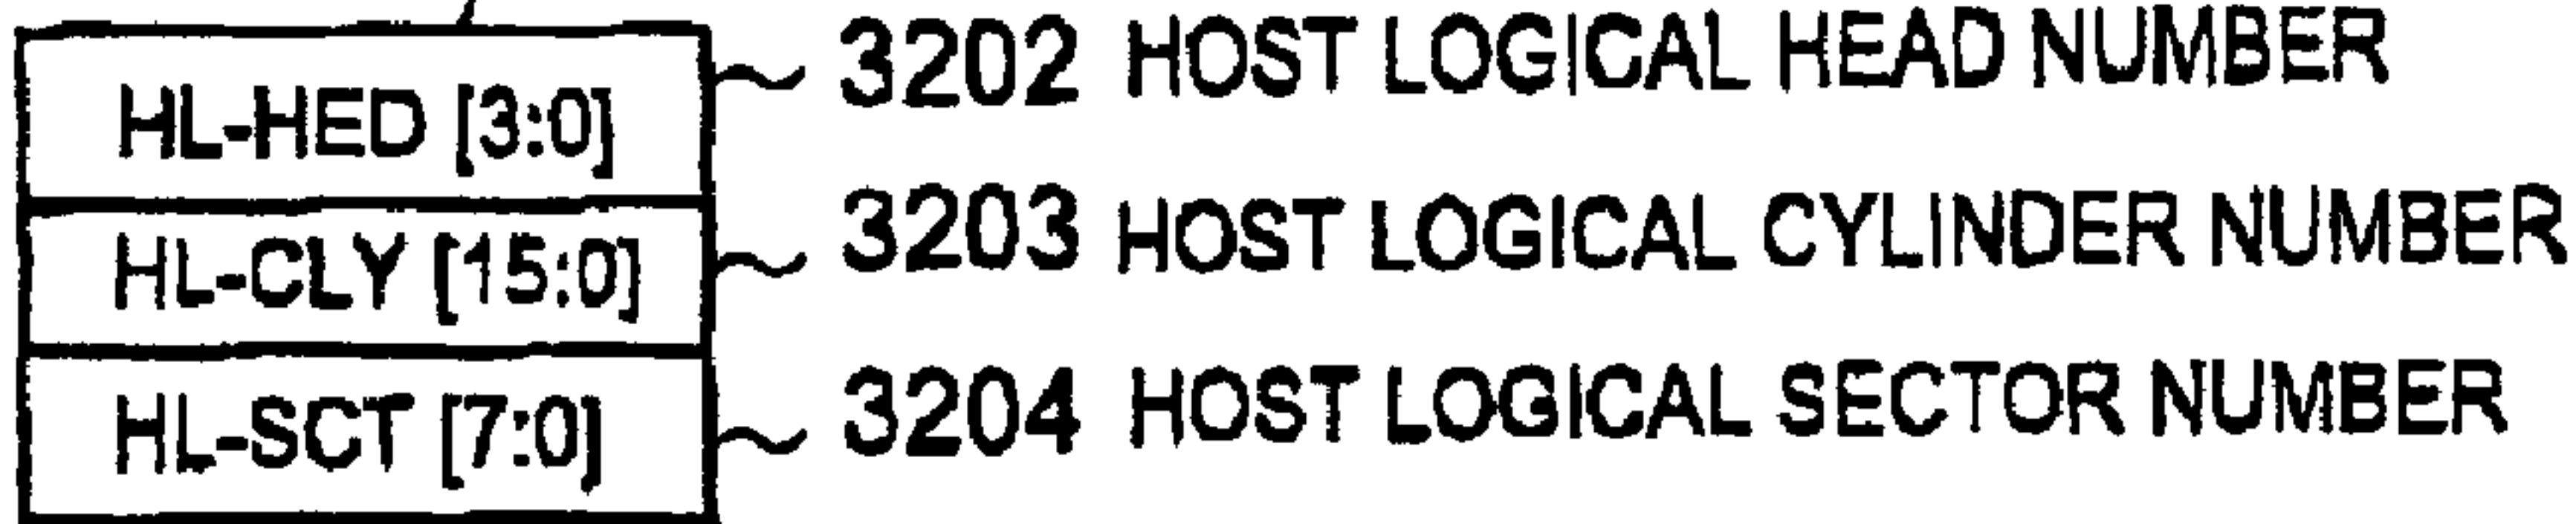 HL-HED [3:0] 3202 HOST LOGICAL HEAD NUMBER
HL-CLY [15:0] 3203 HOST LOGICAL CYLINDER NUMBER
HL-SCT [7:0] 3204 HOST LOGICAL SECTOR NUMBER